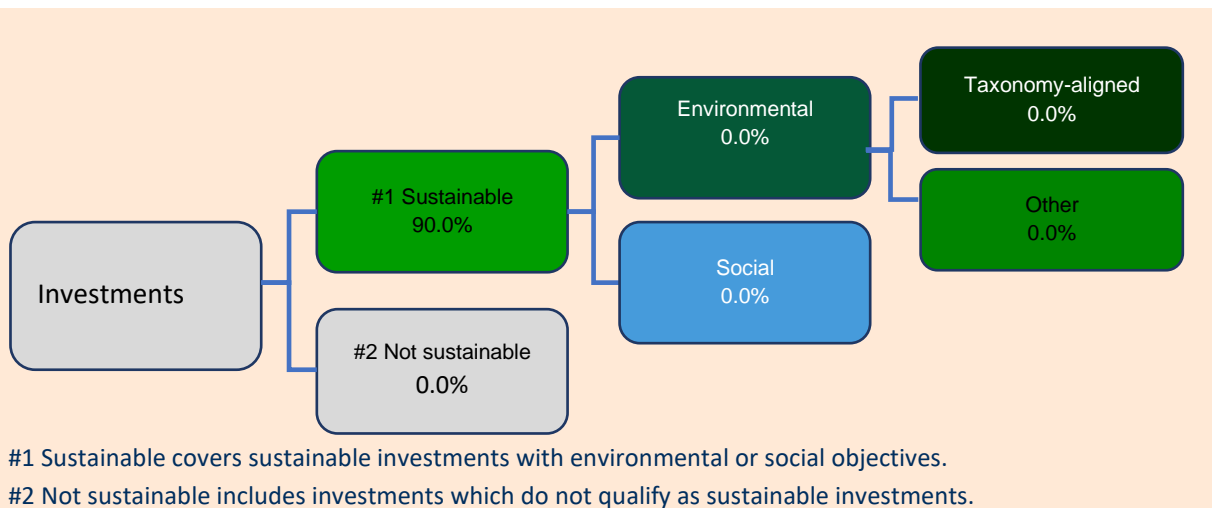 Investments
#1 Sustainable
90.0%
#2 Not sustainable
0.0%
Environmental
0.0%
Social
0.0%
Taxonomy-aligned
0.0%
Other
0.0%
#1 Sustainable covers sustainable investments with environmental or social objectives.
#2 Not sustainable includes investments which do not qualify as sustainable investments.